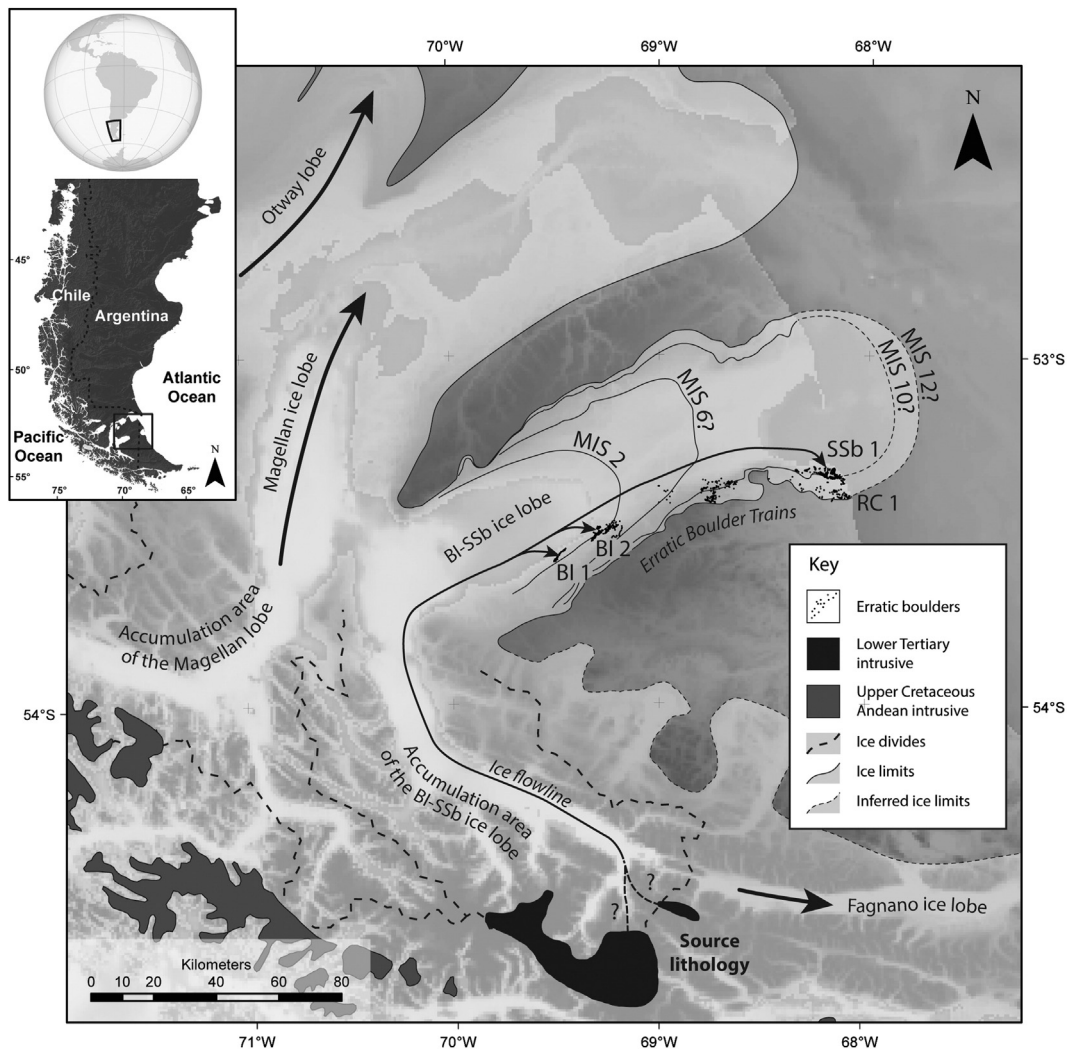 70°W
69°W
68°W
N
45°
50°
55°
75°
70°
65°
Chile
Argentina
Atlantic
Ocean
Pacific
Ocean
N
Otway lobe
Magellan ice lobe
53°S
MIS 12?
MIS 10?
MIS 6?
MIS 2
SSb 1
RC 1
BI-SSb ice lobe
BI 2
BI 1
Erratic Boulder Trains
Accumulation area
of the Magellan lobe
54°S
54°S
Ice flowline
Accumulation area
of the BI-SSb ice lobe
?
?
Fagnano ice lobe
Source
lithology
Key
Erratic boulders
Lower Tertiary
intrusive
Upper Cretaceous
Andean intrusive
Ice divides
Ice limits
Inferred ice limits
Kilometers
0 10 20 40 60 80
71°W
70°W
69°W
68°W